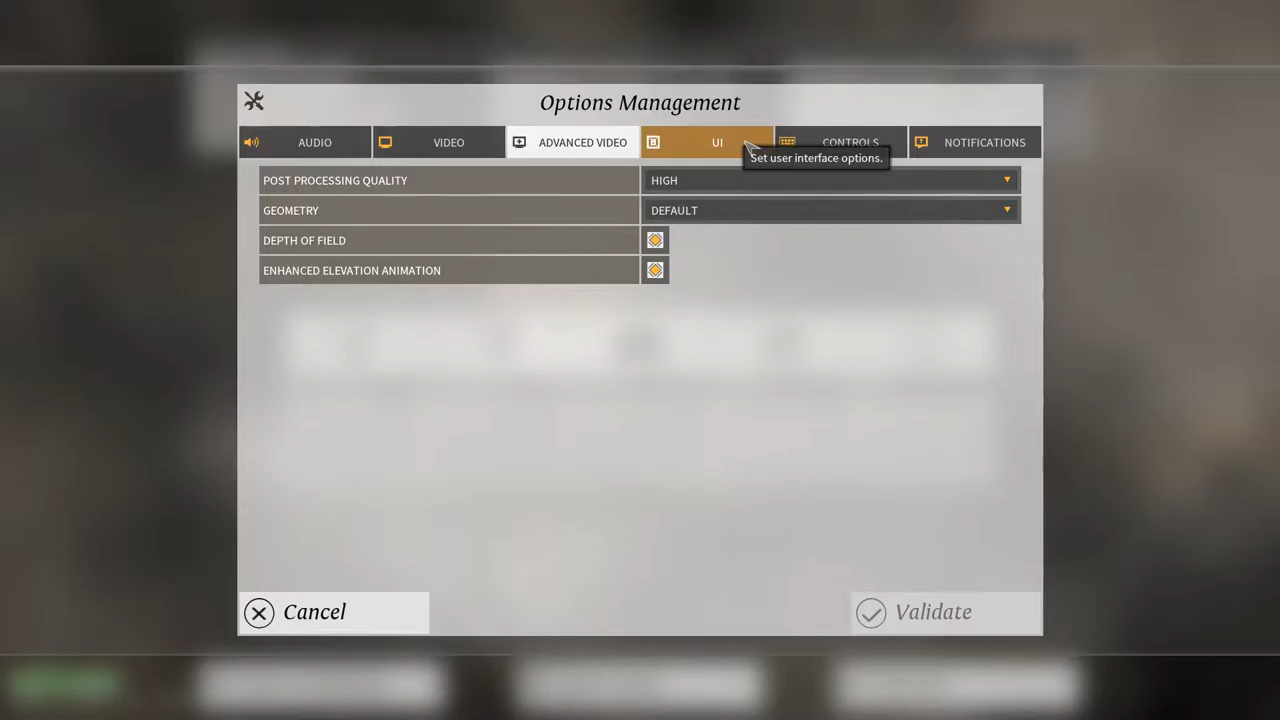 Options Management
AUDIO
VIDEO
ADVANCED VIDEO
UI
CONTROLS
NOTIFICATIONS
Set user interface options.
POST PROCESSING QUALITY
HIGH
GEOMETRY
DEFAULT
DEPTH OF FIELD
ENHANCED ELEVATION ANIMATION
Cancel
Validate